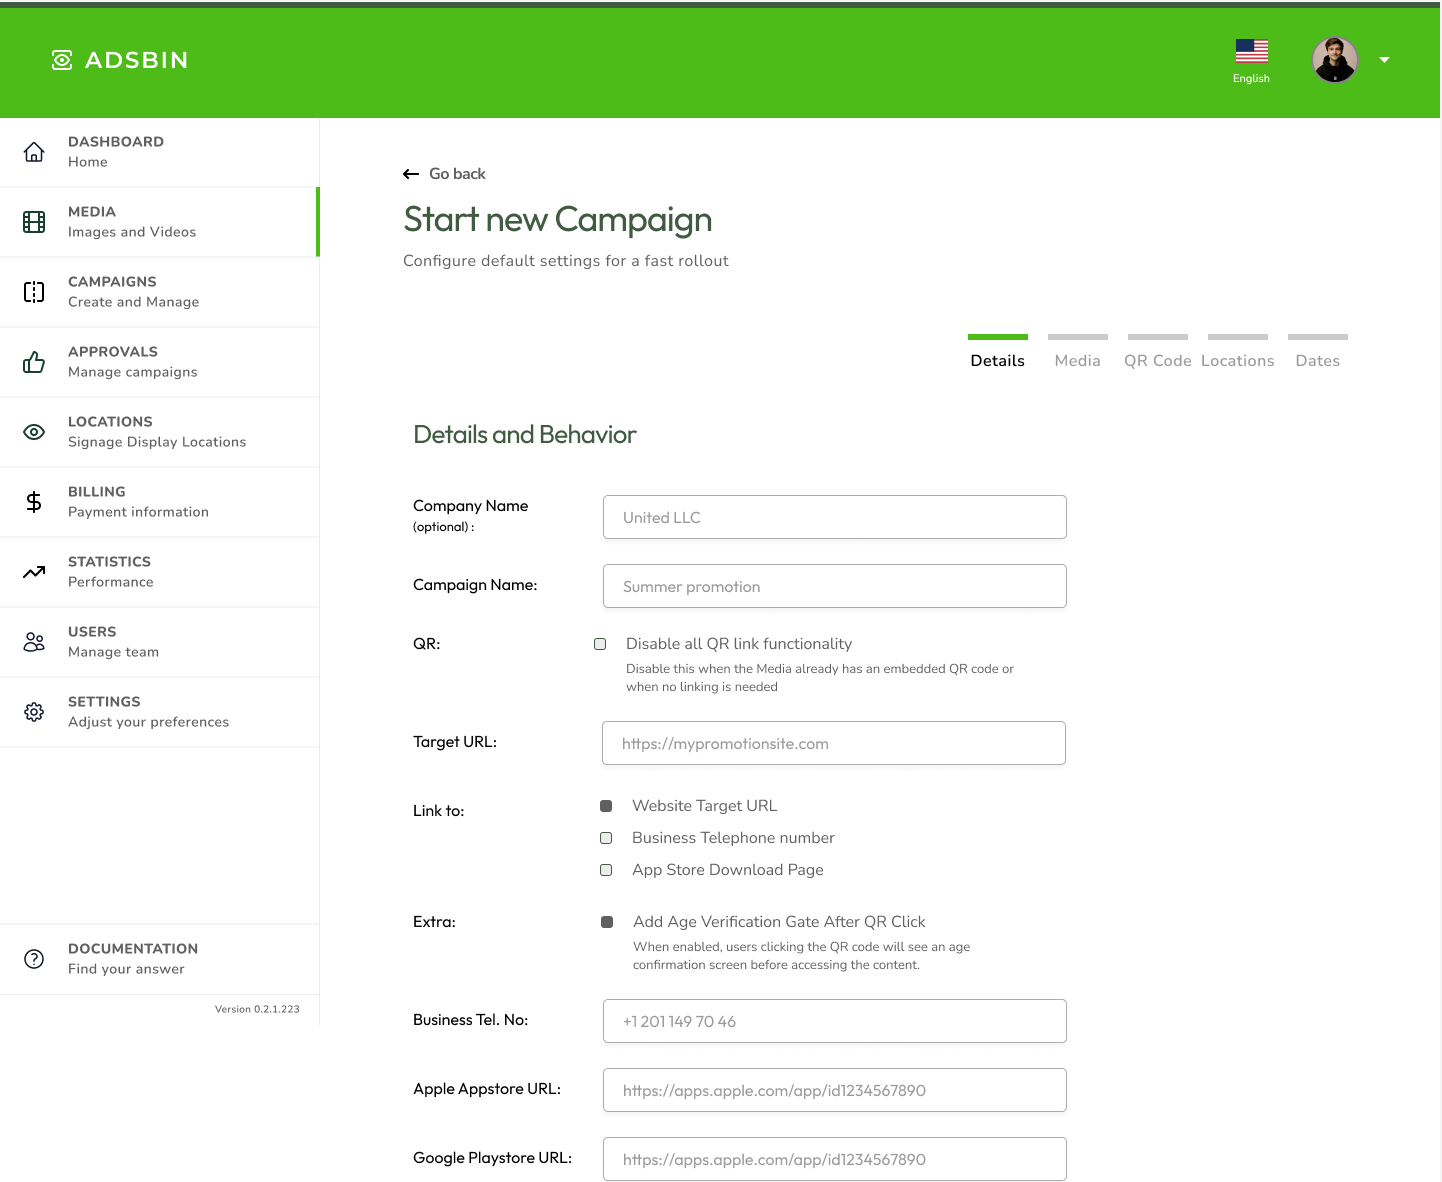 ADSBIN
English
DASHBOARD
Home
MEDIA
Images and Videos
CAMPAIGNS
Create and Manage
APPROVALS
Manage campaigns
LOCATIONS
Signage Display Locations
BILLING
Payment information
STATISTICS
Performance
USERS
Manage team
SETTINGS
Adjust your preferences
DOCUMENTATION
Find your answer
Version 0.2.1.223
Go back
Start new Campaign
Configure default settings for a fast rollout
Details Media QR Code Locations Dates
Details and Behavior
Company Name
(optional) :
United LLC
Campaign Name:
Summer promotion
QR:
Disable all QR link functionality
Disable this when the Media already has an embedded QR code or
when no linking is needed
Target URL:
https://mypromotionsite.com
Link to:
Website Target URL
Business Telephone number
App Store Download Page
Extra:
Add Age Verification Gate After QR Click
When enabled, users clicking the QR code will see an age
confirmation screen before accessing the content.
Business Tel. No:
+1 201 149 70 46
Apple Appstore URL:
https://apps.apple.com/app/id1234567890
Google Playstore URL:
https://apps.apple.com/app/id1234567890